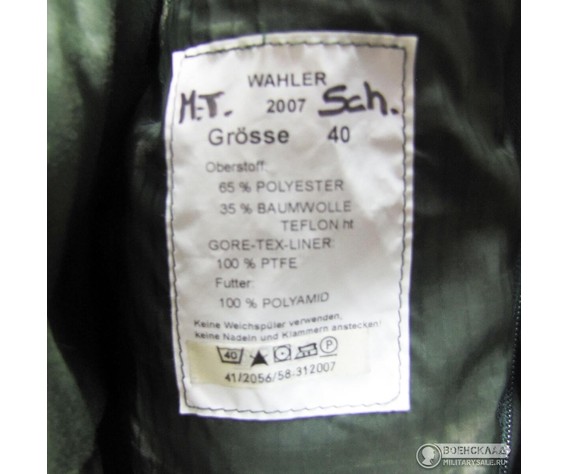 WAHLER
M.-T. 2007 Sch.
Grösse 40
Oberstoff:
65 % POLYESTER
35 % BAUMWOLLE
TEFLON ht
GORE-TEX-LINER:
100 % PTFE
Futter:
100 % POLYAMID
Keine Weichspüler verwenden,
keine Nadeln und Klammern anstecken!
40 P
41/2056/58-312007
ВОЕНСКЛАД
MILITARYSALE.RU